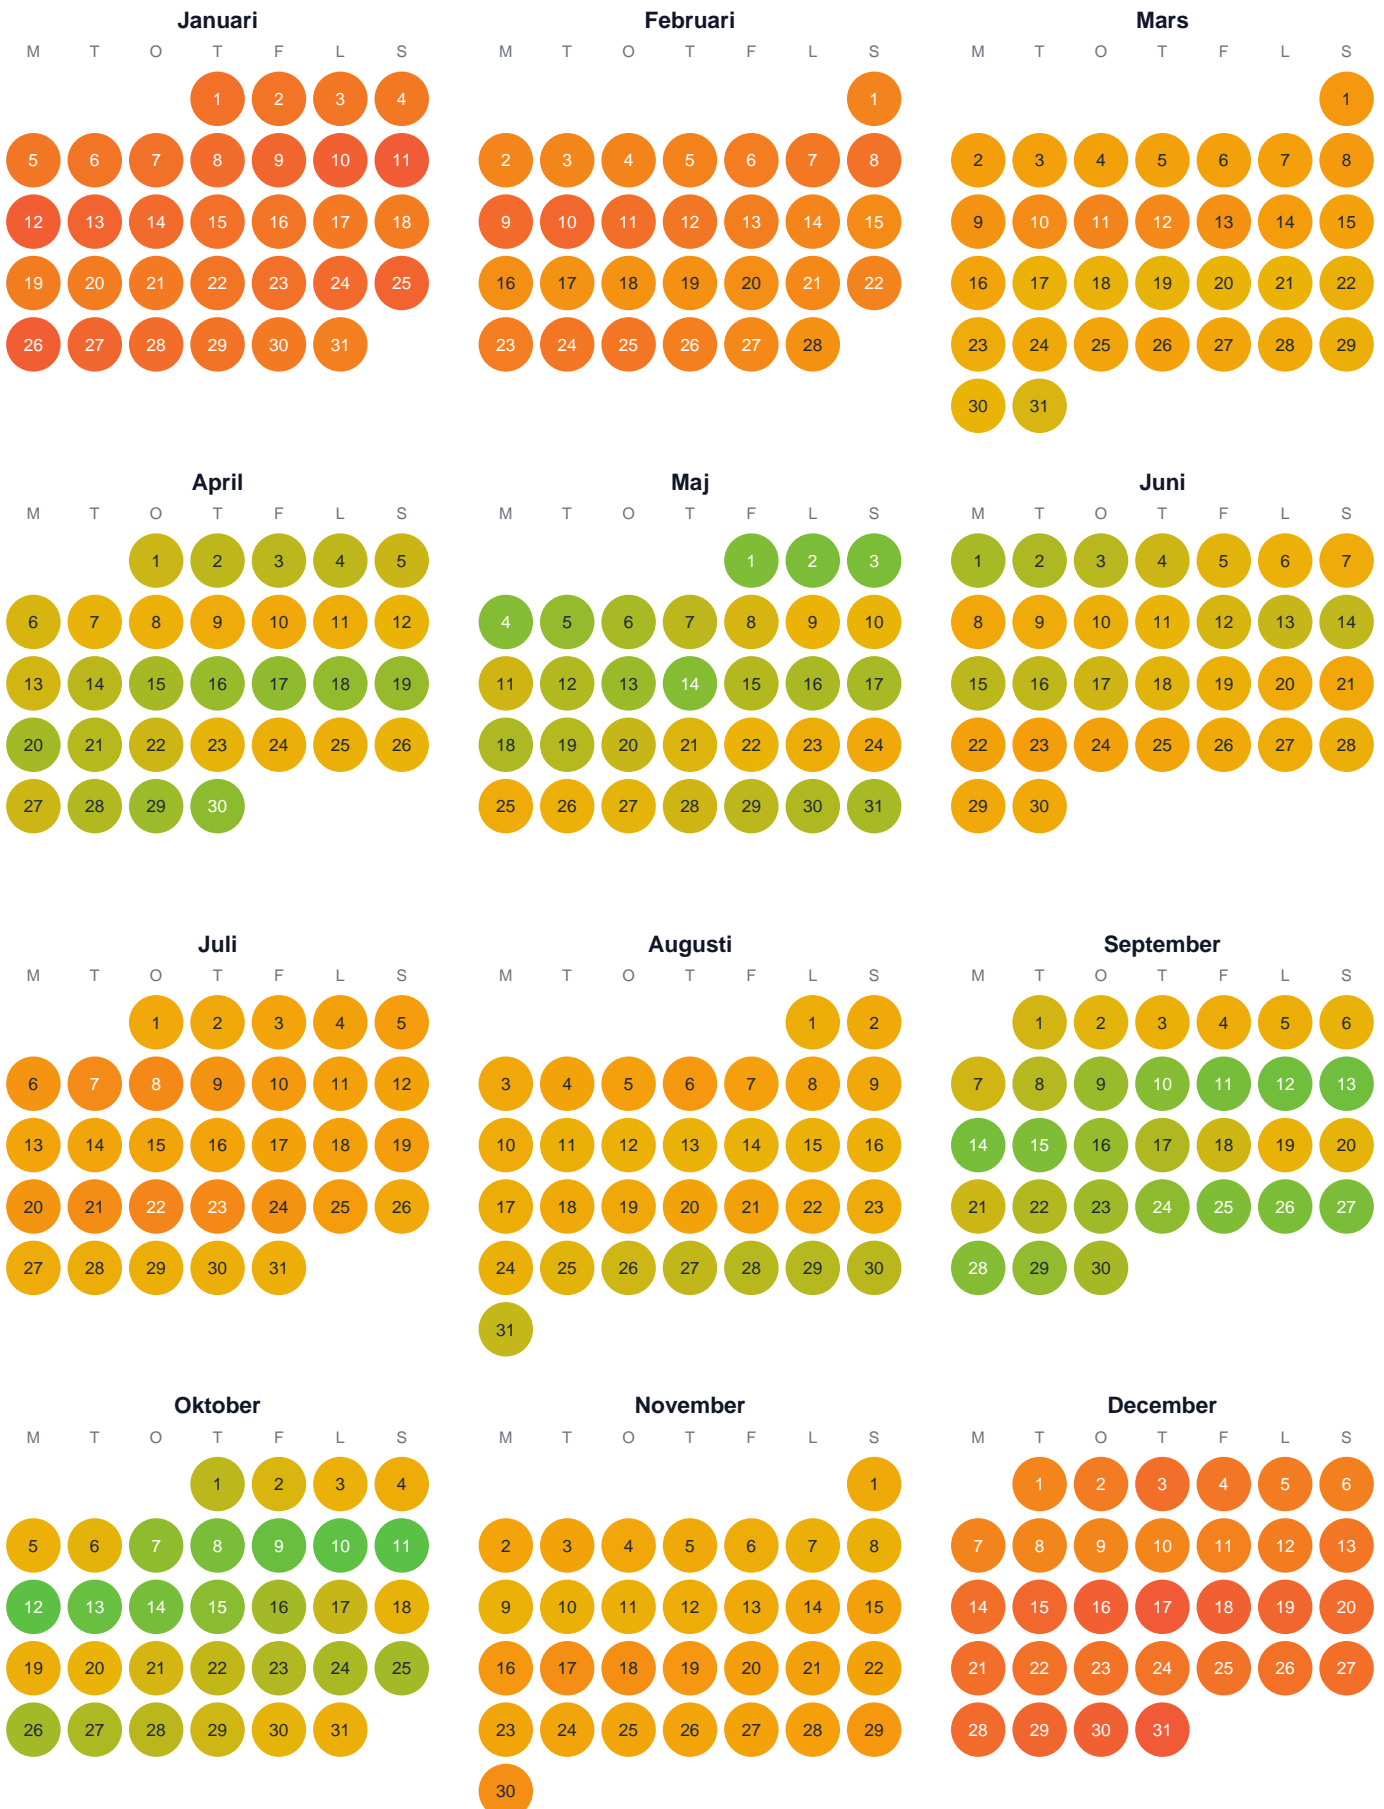 Januari
M T O T F L S
1 2 3 4
5 6 7 8 9 10 11
12 13 14 15 16 17 18
19 20 21 22 23 24 25
26 27 28 29 30 31
Februari
M T O T F L S
1
2 3 4 5 6 7 8
9 10 11 12 13 14 15
16 17 18 19 20 21 22
23 24 25 26 27 28
Mars
M T O T F L S
1
2 3 4 5 6 7 8
9 10 11 12 13 14 15
16 17 18 19 20 21 22
23 24 25 26 27 28 29
30 31
April
M T O T F L S
1 2 3 4 5
6 7 8 9 10 11 12
13 14 15 16 17 18 19
20 21 22 23 24 25 26
27 28 29 30
Maj
M T O T F L S
1 2 3
4 5 6 7 8 9 10
11 12 13 14 15 16 17
18 19 20 21 22 23 24
25 26 27 28 29 30 31
Juni
M T O T F L S
1 2 3 4 5 6 7
8 9 10 11 12 13 14
15 16 17 18 19 20 21
22 23 24 25 26 27 28
29 30
Juli
M T O T F L S
1 2 3 4 5
6 7 8 9 10 11 12
13 14 15 16 17 18 19
20 21 22 23 24 25 26
27 28 29 30 31
Augusti
M T O T F L S
1 2
3 4 5 6 7 8 9
10 11 12 13 14 15 16
17 18 19 20 21 22 23
24 25 26 27 28 29 30
31
September
M T O T F L S
1 2 3 4 5 6
7 8 9 10 11 12 13
14 15 16 17 18 19 20
21 22 23 24 25 26 27
28 29 30
Oktober
M T O T F L S
1 2 3 4
5 6 7 8 9 10 11
12 13 14 15 16 17 18
19 20 21 22 23 24 25
26 27 28 29 30 31
November
M T O T F L S
1
2 3 4 5 6 7 8
9 10 11 12 13 14 15
16 17 18 19 20 21 22
23 24 25 26 27 28 29
30
December
M T O T F L S
1 2 3 4 5 6
7 8 9 10 11 12 13
14 15 16 17 18 19 20
21 22 23 24 25 26 27
28 29 30 31